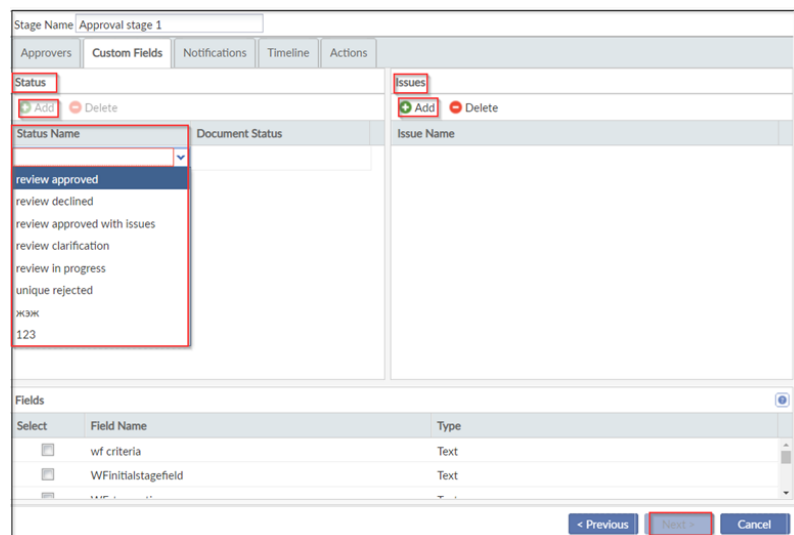 Stage Name Approval stage 1
Approvers Custom Fields Notifications Timeline Actions
Status
Add Delete
Status Name Document Status
review approved
review declined
review approved with issues
review clarification
review in progress
unique rejected
жэж
123
Issues
Add Delete
Issue Name
Fields
Select Field Name Type
wf criteria Text
WFinitialstagefield Text
< Previous Next > Cancel